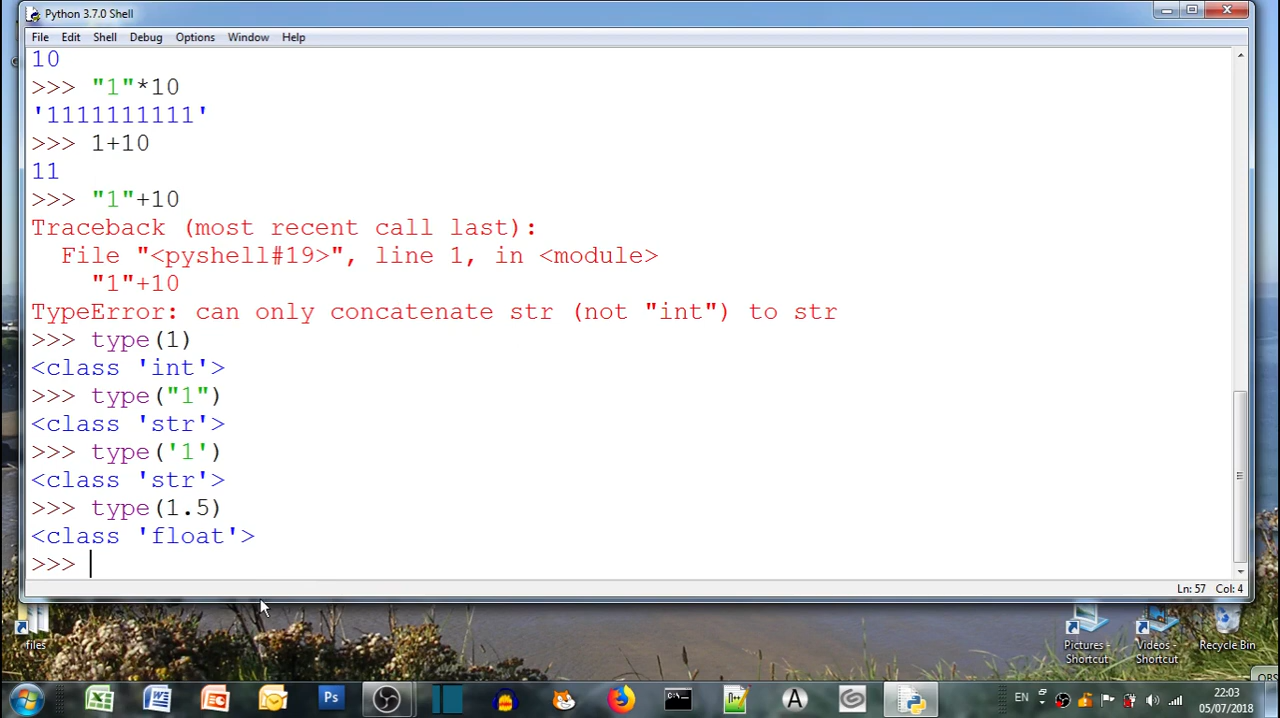 Python 3.7.0 Shell
File Edit Shell Debug Options Window Help
10
>>> "1"*10
'1111111111'
>>> 1+10
11
>>> "1"+10
Traceback (most recent call last):
  File "<pyshell#19>", line 1, in <module>
    "1"+10
TypeError: can only concatenate str (not "int") to str
>>> type(1)
<class 'int'>
>>> type("1")
<class 'str'>
>>> type('1')
<class 'str'>
>>> type(1.5)
<class 'float'>
>>>
Ln: 57 Col: 4
files
Pictures - Shortcut
Videos - Shortcut
Recycle Bin
OBS
Ps
A
EN
22:03
05/07/2018